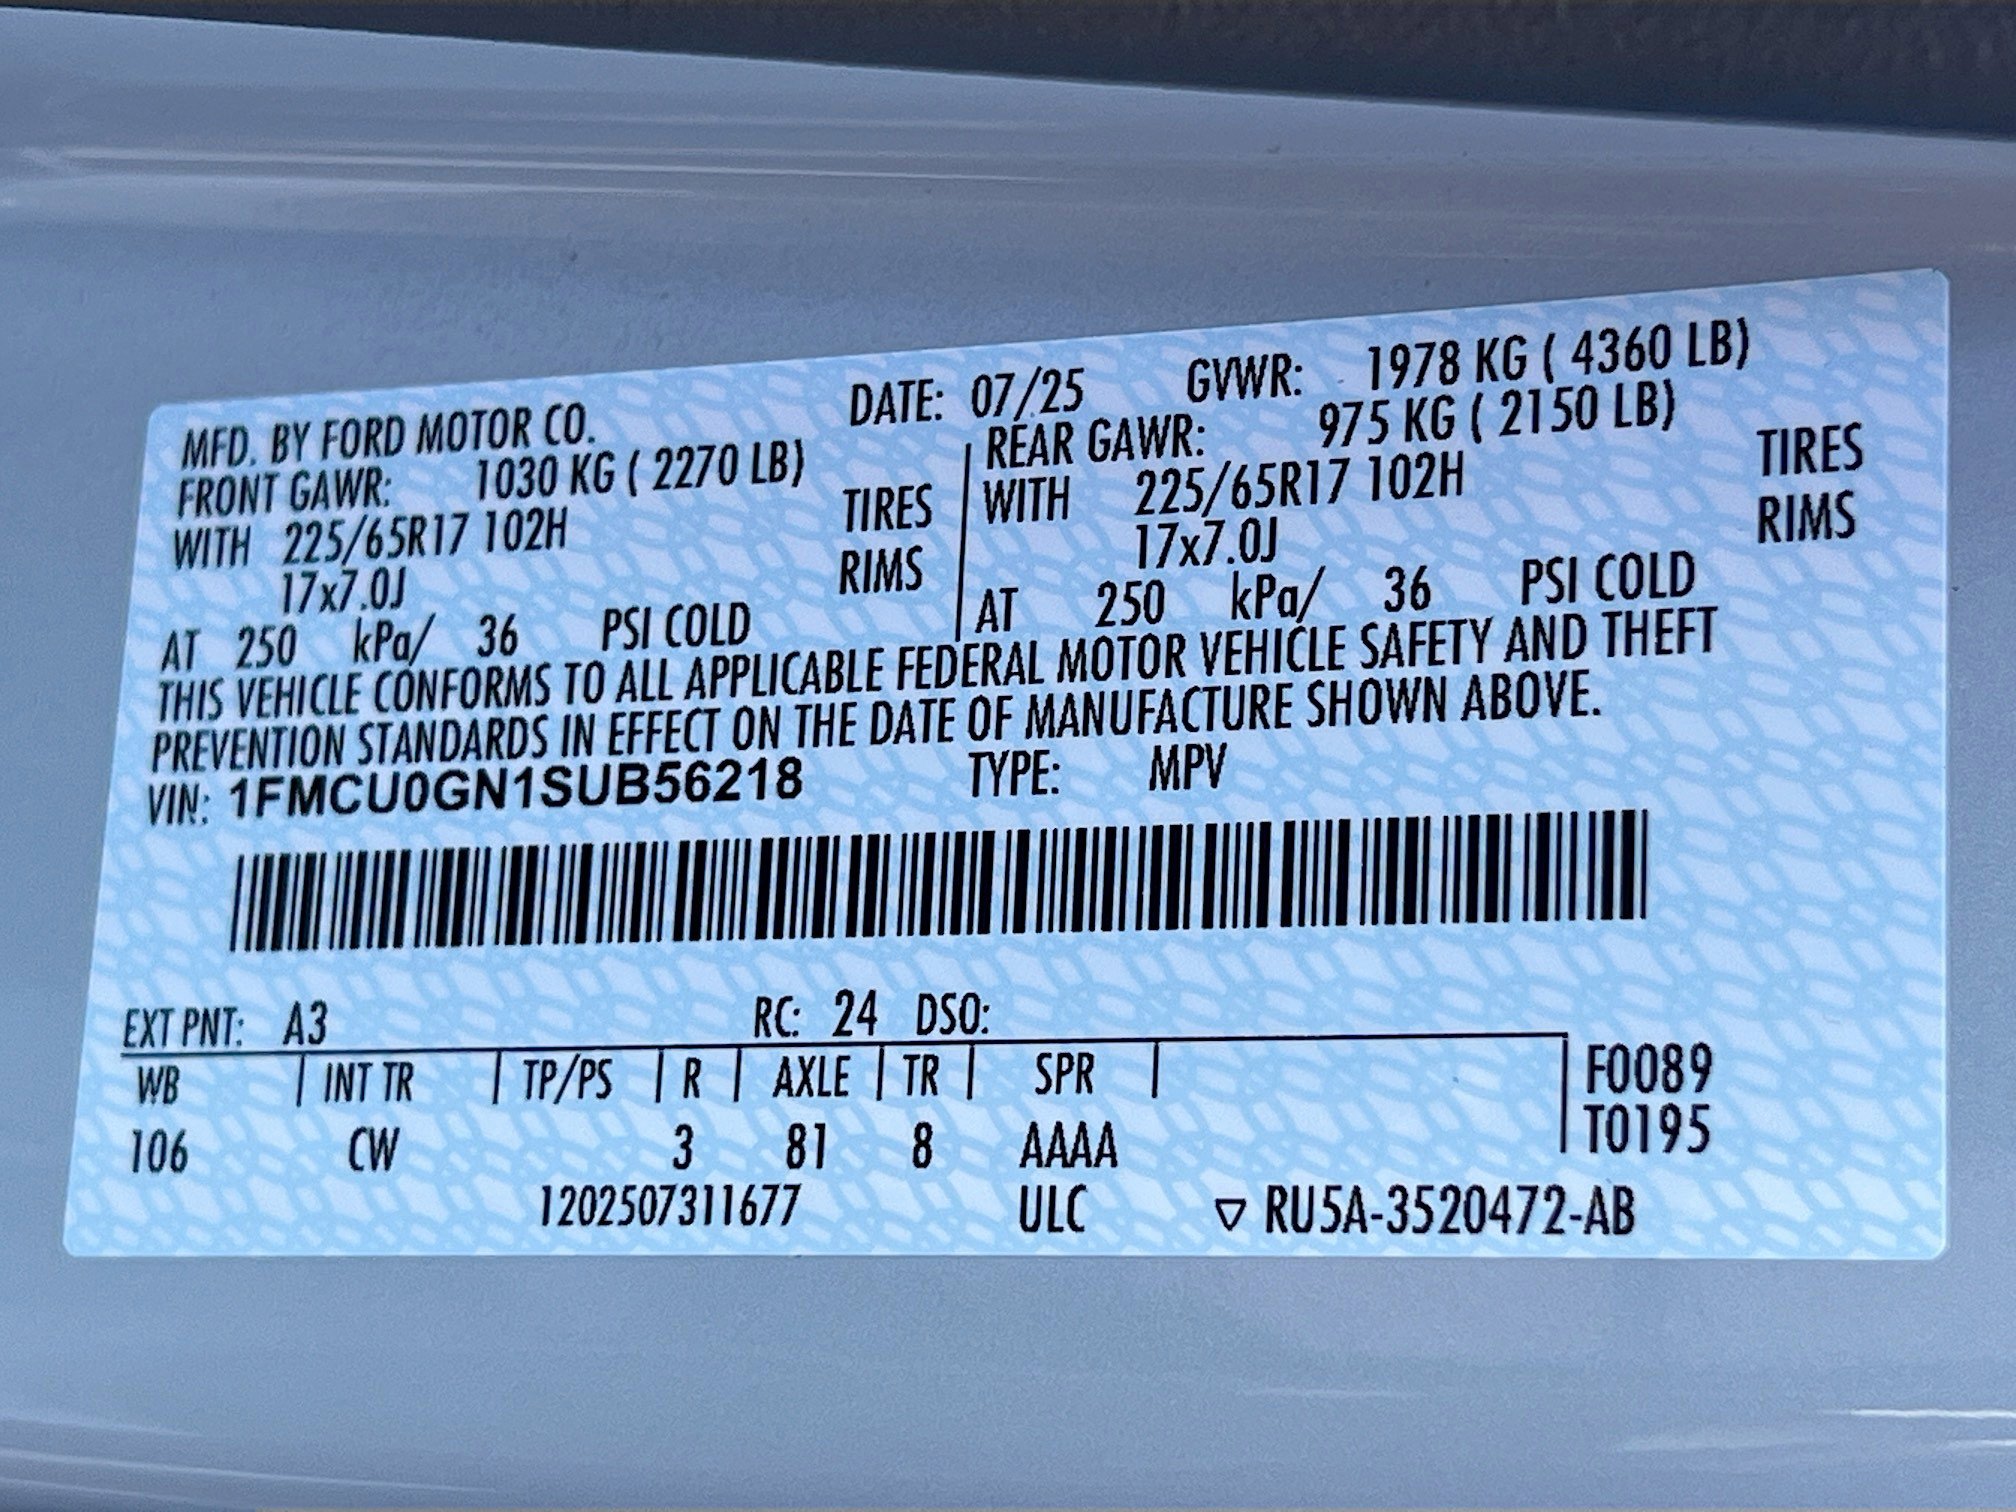 MFD. BY FORD MOTOR CO. DATE: 07/25 GVWR: 1978 KG ( 4360 LB)
FRONT GAWR: 1030 KG ( 2270 LB) REAR GAWR: 975 KG ( 2150 LB)
WITH 225/65R17 102H TIRES WITH 225/65R17 102H TIRES
17x7.0J RIMS 17x7.0J RIMS
AT 250 kPa/ 36 PSI COLD AT 250 kPa/ 36 PSI COLD
THIS VEHICLE CONFORMS TO ALL APPLICABLE FEDERAL MOTOR VEHICLE SAFETY AND THEFT
PREVENTION STANDARDS IN EFFECT ON THE DATE OF MANUFACTURE SHOWN ABOVE.
VIN: 1FMCU0GN1SUB56218 TYPE: MPV
EXT PNT: A3 RC: 24 DSO:
WB | INT TR | TP/PS | R | AXLE | TR | SPR | F0089
T0195
106 CW 3 81 8 AAAA
1202507311677 ULC ▽ RU5A-3520472-AB